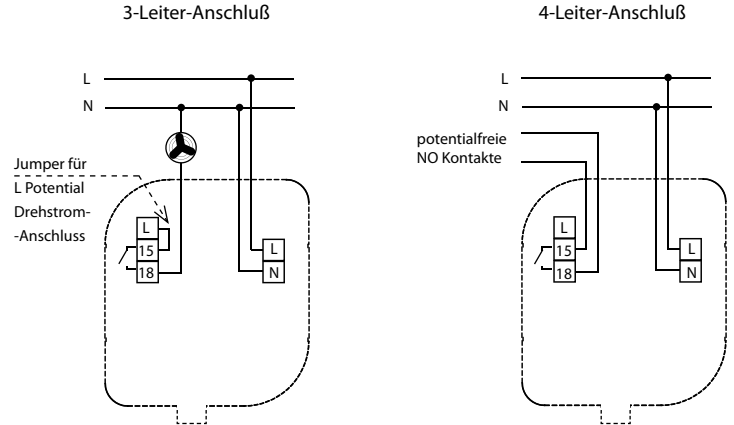 3-Leiter-Anschluß
L
N
Jumper für
L Potential
Drehstrom-
-Anschluss
L
15
18
L
N
4-Leiter-Anschluß
L
N
potentialfreie
NO Kontakte
L
15
18
L
N